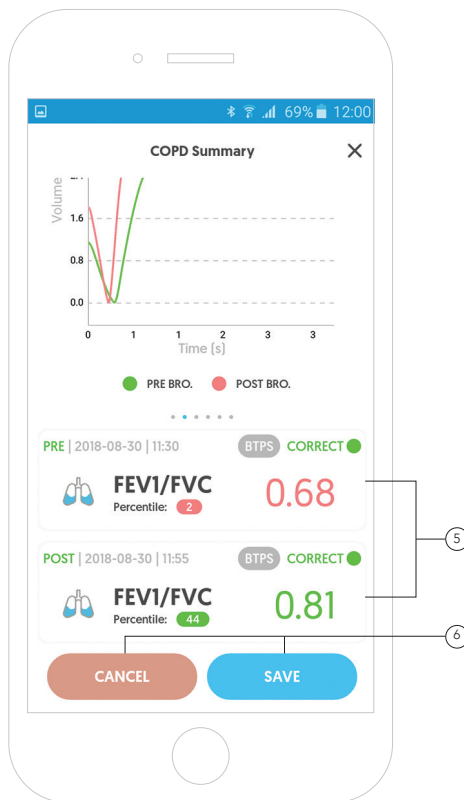 69% 12:00
COPD Summary
Volume
1.6
0.8
0.0
0 1 1 2 3 3
Time (s)
PRE BRO. POST BRO.
PRE | 2018-08-30 | 11:30 BTPS CORRECT
FEV1/FVC 0.68
Percentile: 2
5
POST | 2018-08-30 | 11:55 BTPS CORRECT
FEV1/FVC 0.81
Percentile: 44
6
CANCEL SAVE